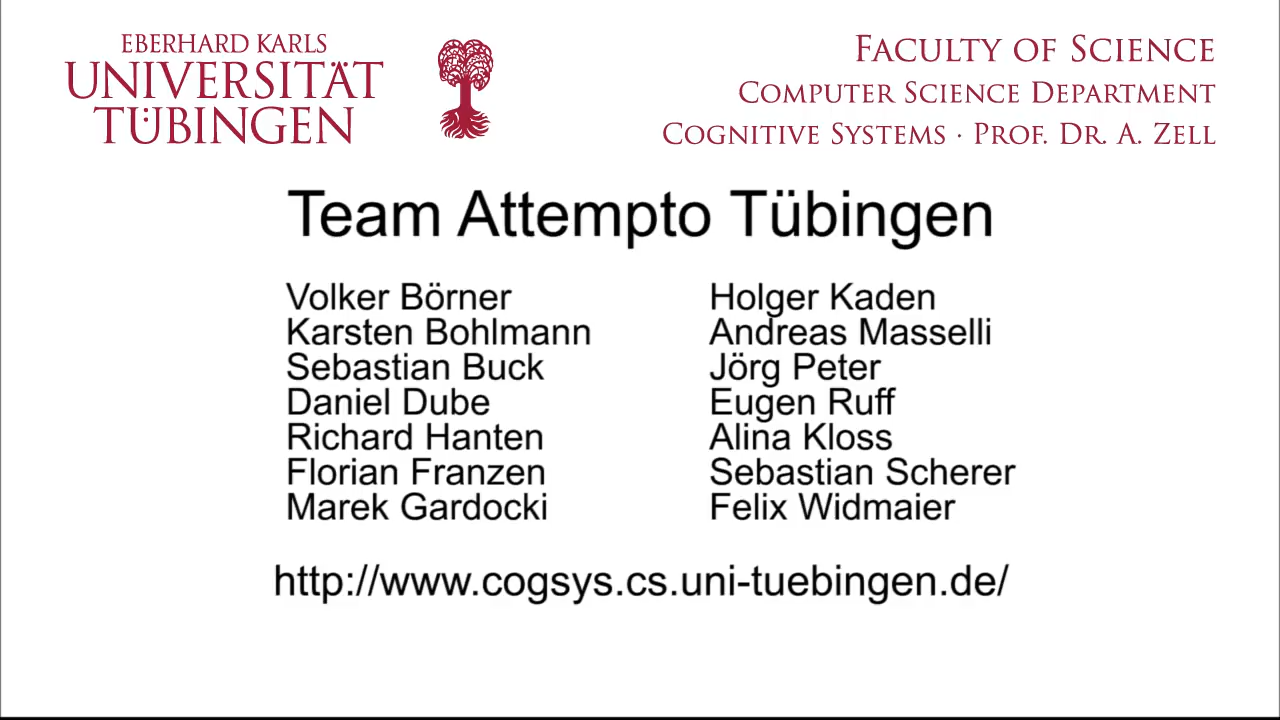 EBERHARD KARLS
UNIVERSITÄT
TÜBINGEN
FACULTY OF SCIENCE
COMPUTER SCIENCE DEPARTMENT
COGNITIVE SYSTEMS · PROF. DR. A. ZELL
Team Attempto Tübingen
Volker Börner
Karsten Bohlmann
Sebastian Buck
Daniel Dube
Richard Hanten
Florian Franzen
Marek Gardocki
Holger Kaden
Andreas Masselli
Jörg Peter
Eugen Ruff
Alina Kloss
Sebastian Scherer
Felix Widmaier
http://www.cogsys.cs.uni-tuebingen.de/